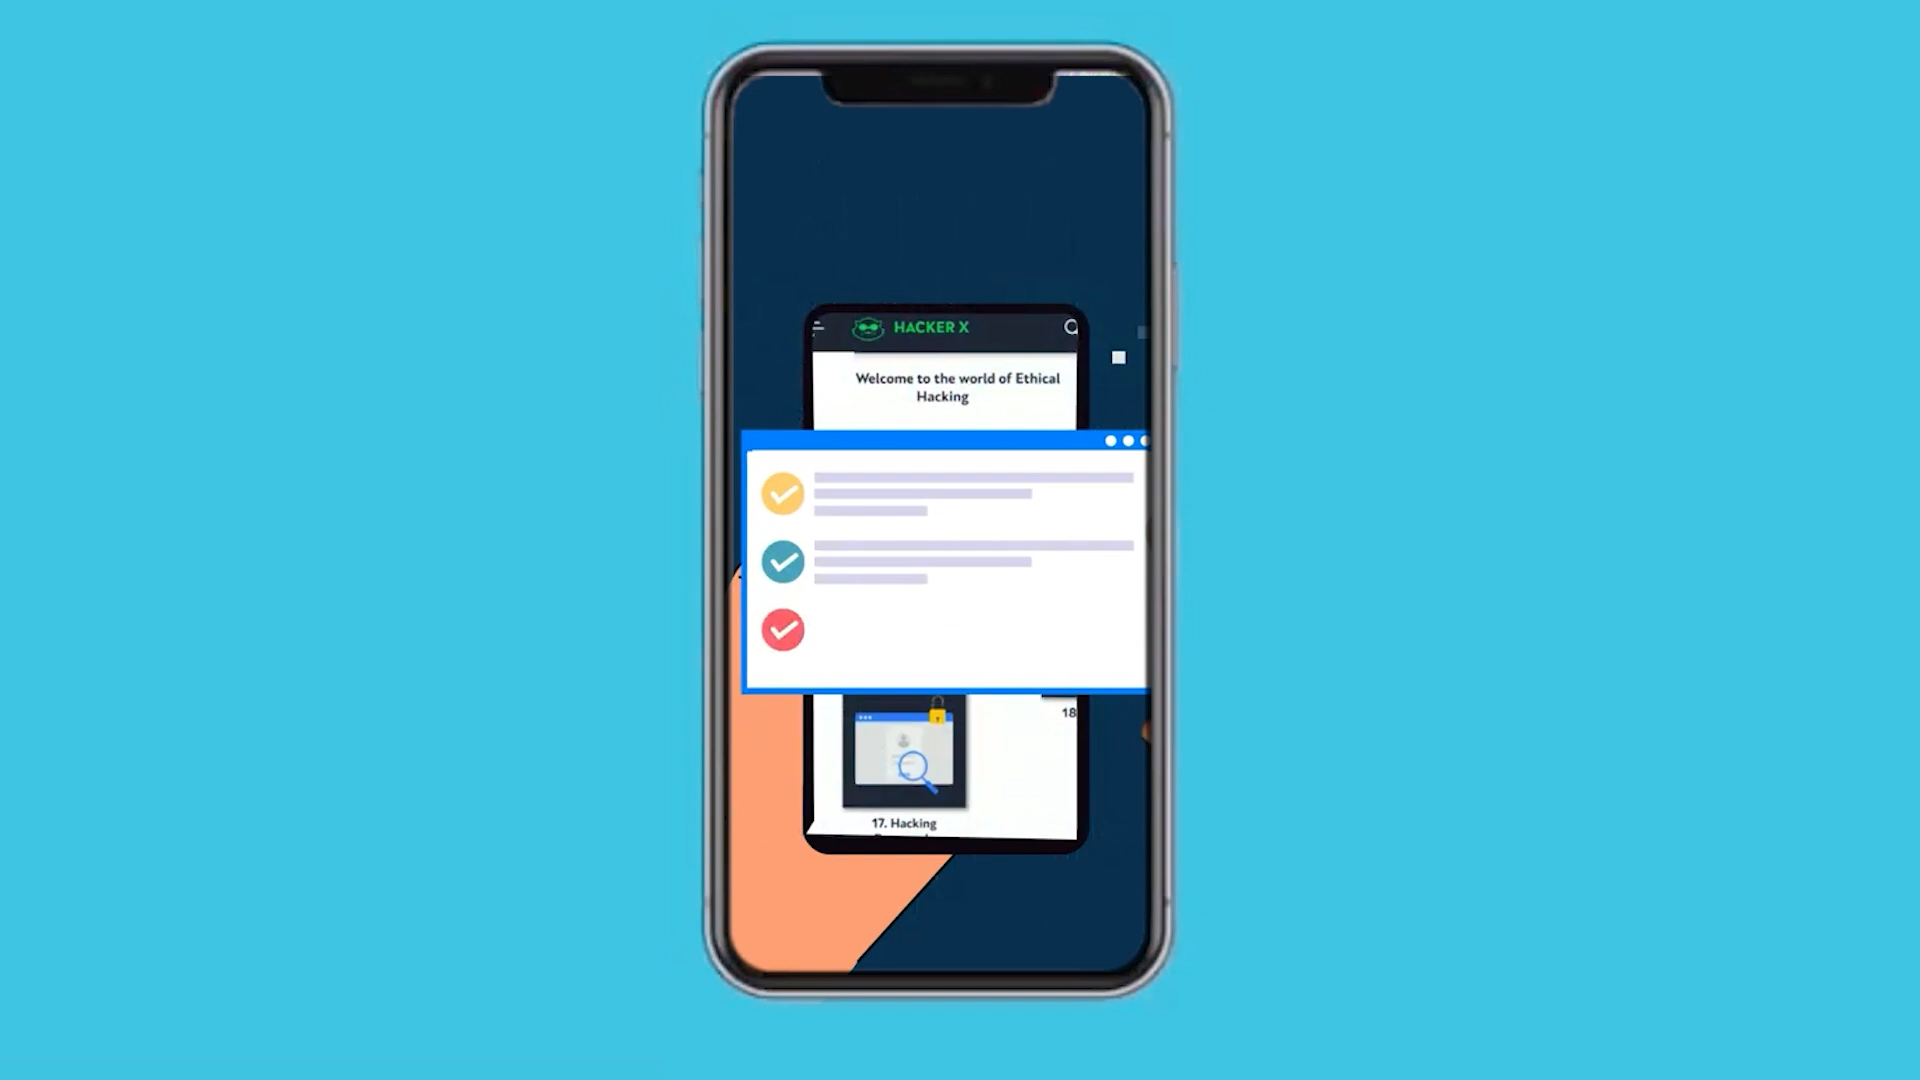 HACKER X
Welcome to the world of Ethical
Hacking
18
17. Hacking